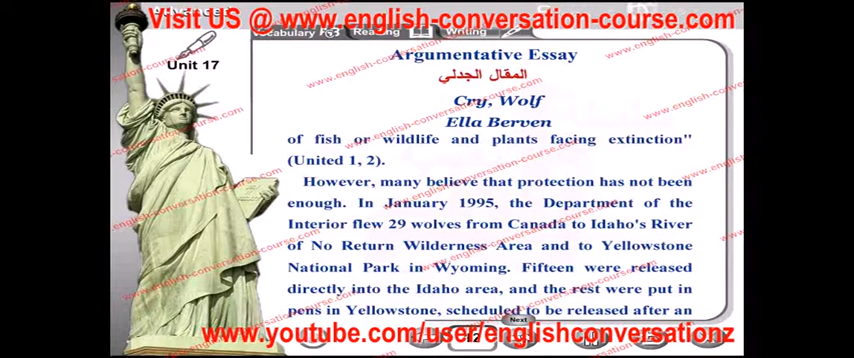 Visit US @ www.english-conversation-course.com
Vocabulary
Reading
Writing
Unit 17
Argumentative Essay
المقال الجدلي
Cry, Wolf
Ella Berven
of fish or wildlife and plants facing extinction"
(United 1, 2).
However, many believe that protection has not been
enough. In January 1995, the Department of the
Interior flew 29 wolves from Canada to Idaho's River
of No Return Wilderness Area and to Yellowstone
National Park in Wyoming. Fifteen were released
directly into the Idaho area, and the rest were put in
pens in Yellowstone, scheduled to be released after an
Next
www.youtube.com/user/englishconversationz